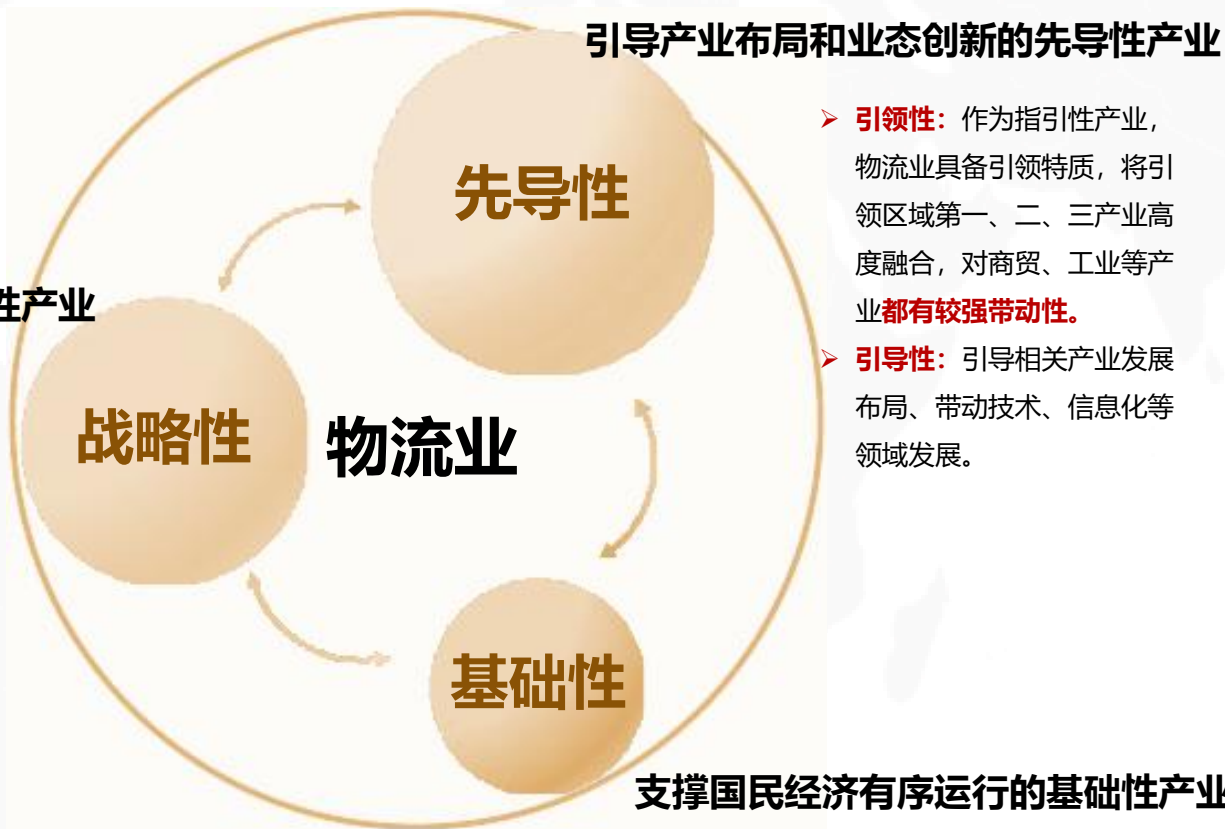 引导产业布局和业态创新的先导性产业
➢ 引领性：作为指引性产业，
物流业具备引领特质，将引
领区域第一、二、三产业高
度融合，对商贸、工业等产
业都有较强带动性。
➢ 引导性：引导相关产业发展
布局、带动技术、信息化等
领域发展。
先导性
性产业
战略性
物流业
基础性
支撑国民经济有序运行的基础性产业